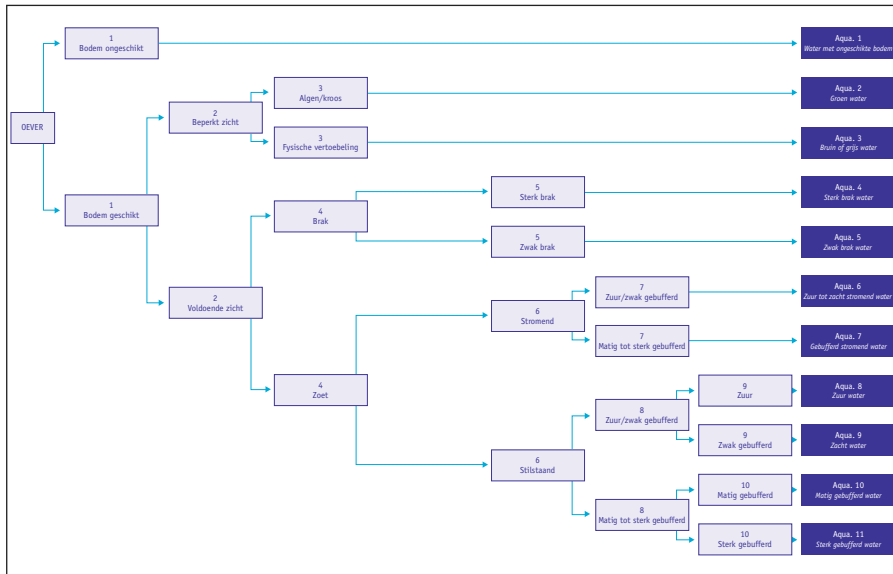 1
Bodem ongeschikt
Aqua. 1
Water met ongeschikte bodem
3
Algen/kroos
Aqua. 2
Groen water
OEVER
2
Beperkt zicht
3
Fysische vertoebeling
Aqua. 3
Bruin of grijs water
1
Bodem geschikt
4
Brak
5
Sterk brak
Aqua. 4
Sterk brak water
5
Zwak brak
Aqua. 5
Zwak brak water
2
Voldoende zicht
6
Stromend
7
Zuur/zwak gebufferd
Aqua. 6
Zuur tot zacht stromend water
7
Matig tot sterk gebufferd
Aqua. 7
Gebufferd stromend water
4
Zoet
8
Zuur/zwak gebufferd
9
Zuur
Aqua. 8
Zuur water
9
Zwak gebufferd
Aqua. 9
Zacht water
6
Stilstaand
8
Matig tot sterk gebufferd
10
Matig gebufferd
Aqua. 10
Matig gebufferd water
10
Sterk gebufferd
Aqua. 11
Sterk gebufferd water